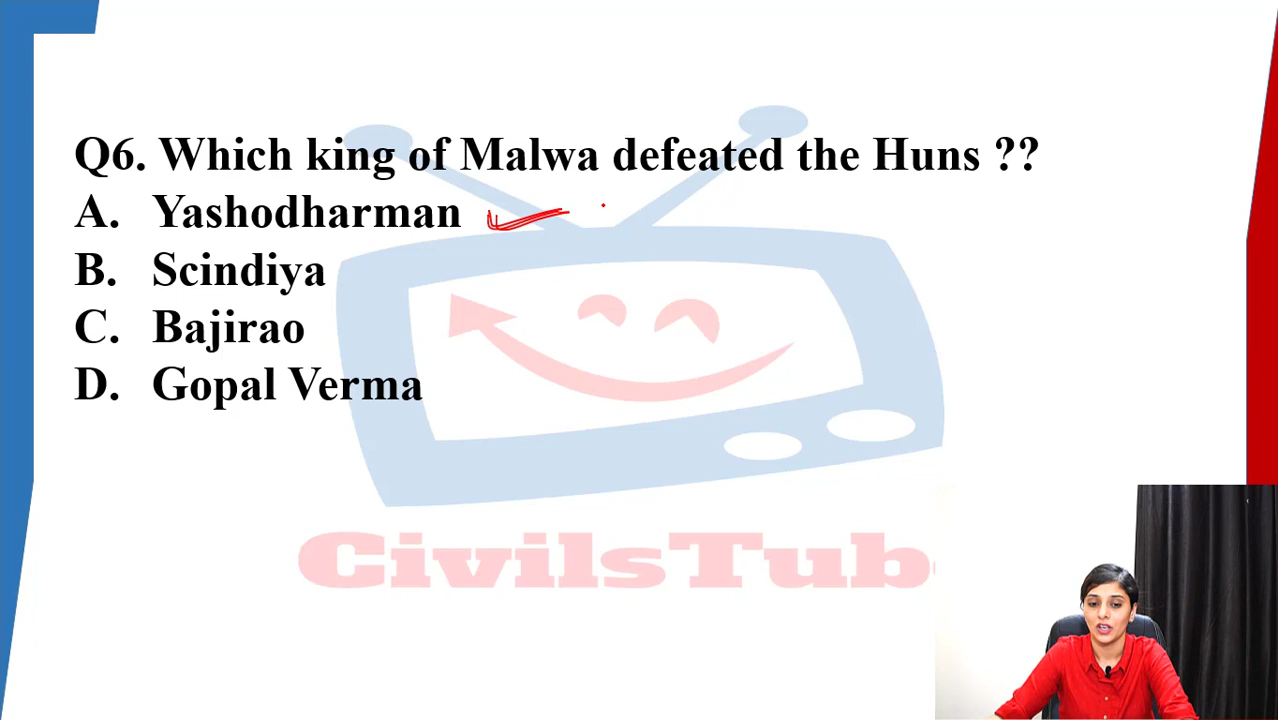 Q6. Which king of Malwa defeated the Huns ??
A. Yashodharman
B. Scindiya
C. Bajirao
D. Gopal Verma
CivilsTub